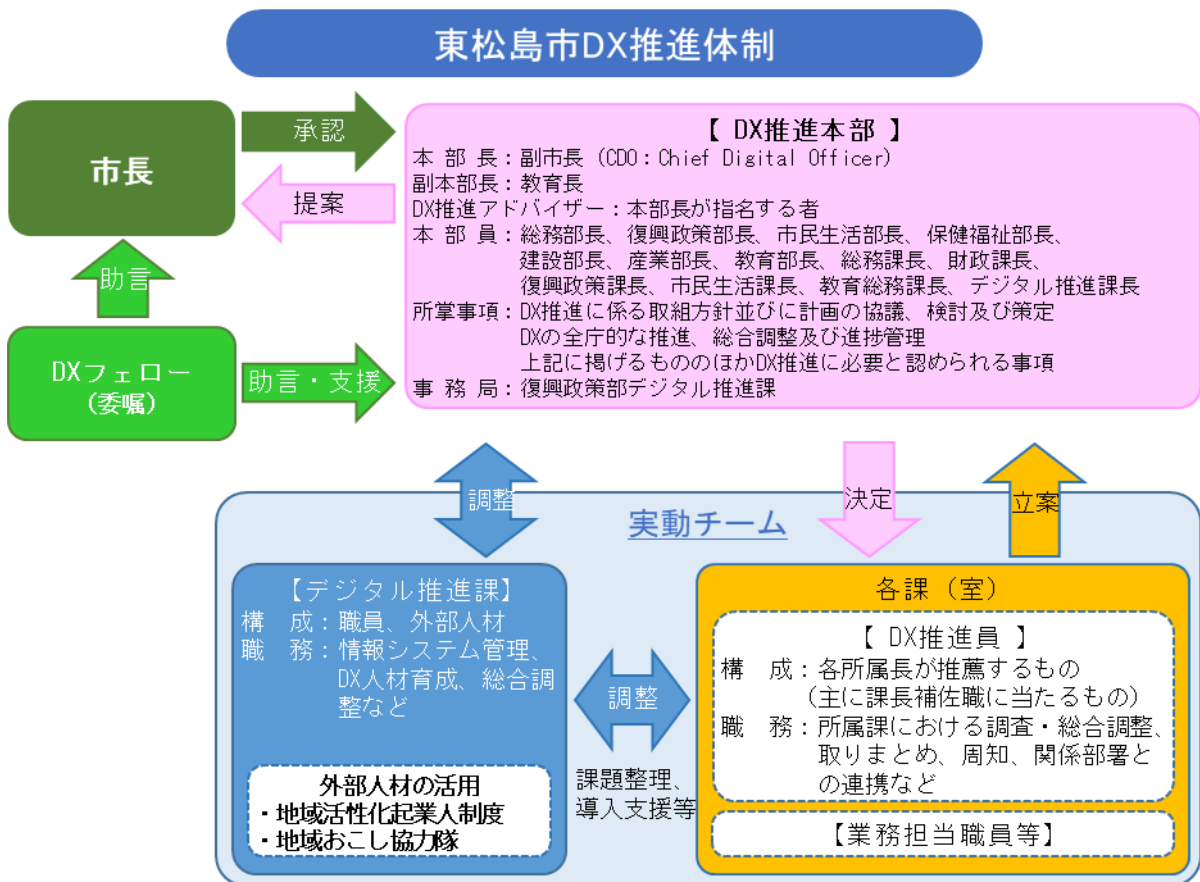 東松島市DX推進体制
市長
承認
提案
助言
DXフェロー
(委嘱)
助言・支援
【 DX推進本部 】
本 部 長：副市長（CDO：Chief Digital Officer）
副本部長：教育長
DX推進アドバイザー：本部長が指名する者
本 部 員：総務部長、復興政策部長、市民生活部長、保健福祉部長、
建設部長、産業部長、教育部長、総務課長、財政課長、
復興政策課長、市民生活課長、教育総務課長、デジタル推進課長
所掌事項：DX推進に係る取組方針並びに計画の協議、検討及び策定
DXの全庁的な推進、総合調整及び進捗管理
上記に掲げるもののほかDX推進に必要と認められる事項
事 務 局：復興政策部デジタル推進課
調整
決定
立案
実動チーム
【デジタル推進課】
構　成：職員、外部人材
職　務：情報システム管理、
DX人材育成、総合調
整など
外部人材の活用
・地域活性化起業人制度
・地域おこし協力隊
調整
課題整理、
導入支援等
各課（室）
【 DX推進員 】
構　成：各所属長が推薦するもの
（主に課長補佐職に当たるもの）
職　務：所属課における調査・総合調整、
取りまとめ、周知、関係部署と
の連携など
【業務担当職員等】